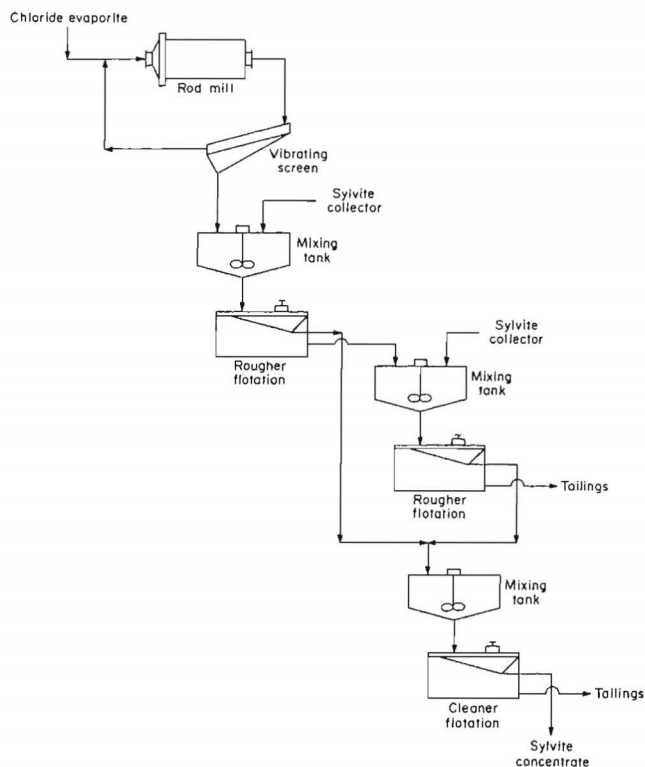 Chloride evaporite
Rod mill
Vibrating
screen
Sylvite
collector
Mixing
tank
Rougher
flotation
Sylvite
collector
Mixing
tank
Rougher
flotation
Tailings
Mixing
tank
Cleaner
flotation
Tailings
Sylvite
concentrate